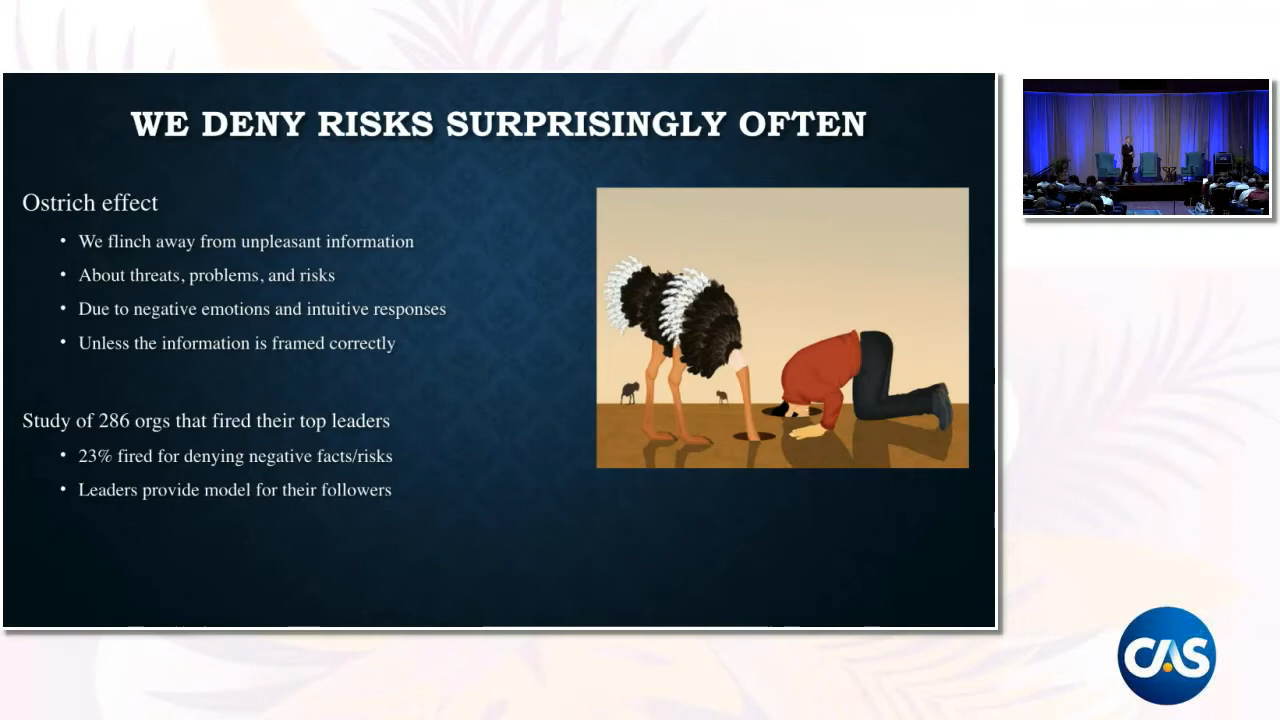 WE DENY RISKS SURPRISINGLY OFTEN
Ostrich effect
• We flinch away from unpleasant information
• About threats, problems, and risks
• Due to negative emotions and intuitive responses
• Unless the information is framed correctly
Study of 286 orgs that fired their top leaders
• 23% fired for denying negative facts/risks
• Leaders provide model for their followers
CAS